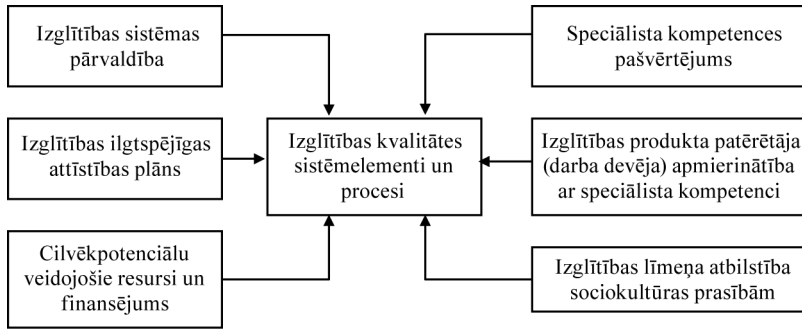 Izglītības sistēmas
pārvaldība
Speciālista kompetences
pašvērtējums
Izglītības ilgtspējīgas
attīstības plāns
Izglītības kvalitātes
sistēmelementi un
procesi
Izglītības produkta patērētāja
(darba devēja) apmierinātība
ar speciālista kompetenci
Cilvēkpotenciālu
veidojošie resursi un
finansējums
Izglītības līmeņa atbilstība
sociokultūras prasībām